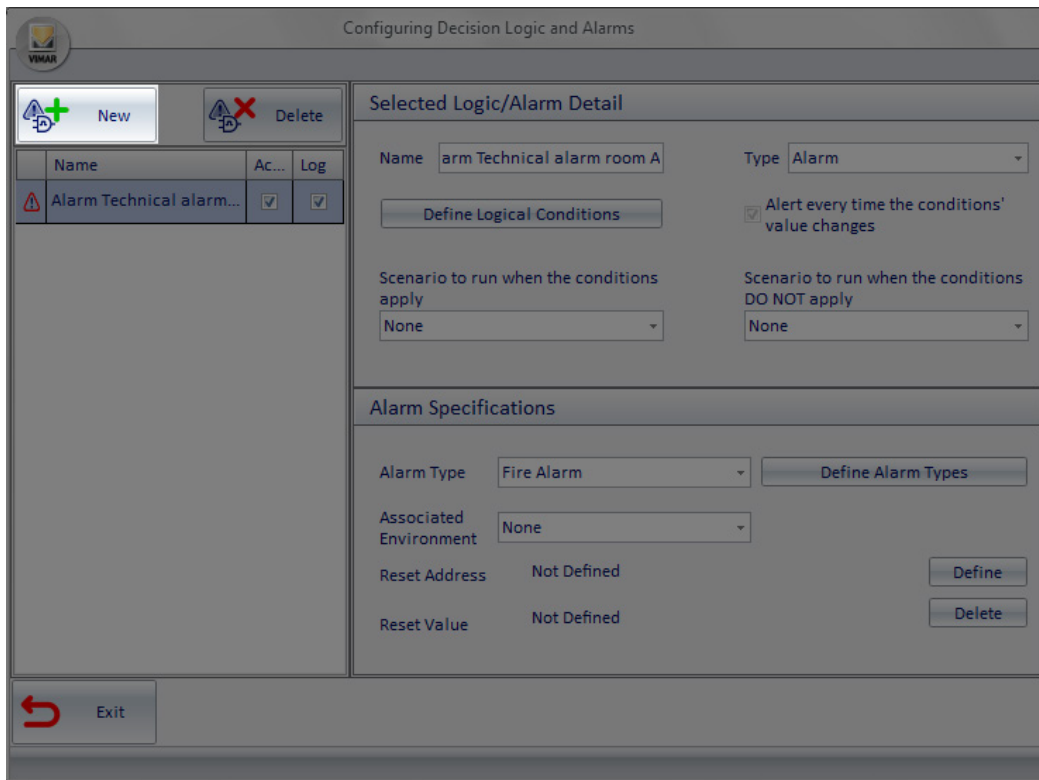 Configuring Decision Logic and Alarms
VIMAR
New
Delete
Name Ac... Log
Alarm Technical alarm...
Selected Logic/Alarm Detail
Name arm Technical alarm room A
Type Alarm
Define Logical Conditions
Alert every time the conditions'
value changes
Scenario to run when the conditions
apply
None
Scenario to run when the conditions
DO NOT apply
None
Alarm Specifications
Alarm Type Fire Alarm Define Alarm Types
Associated
Environment
None
Reset Address Not Defined Define
Reset Value Not Defined Delete
Exit